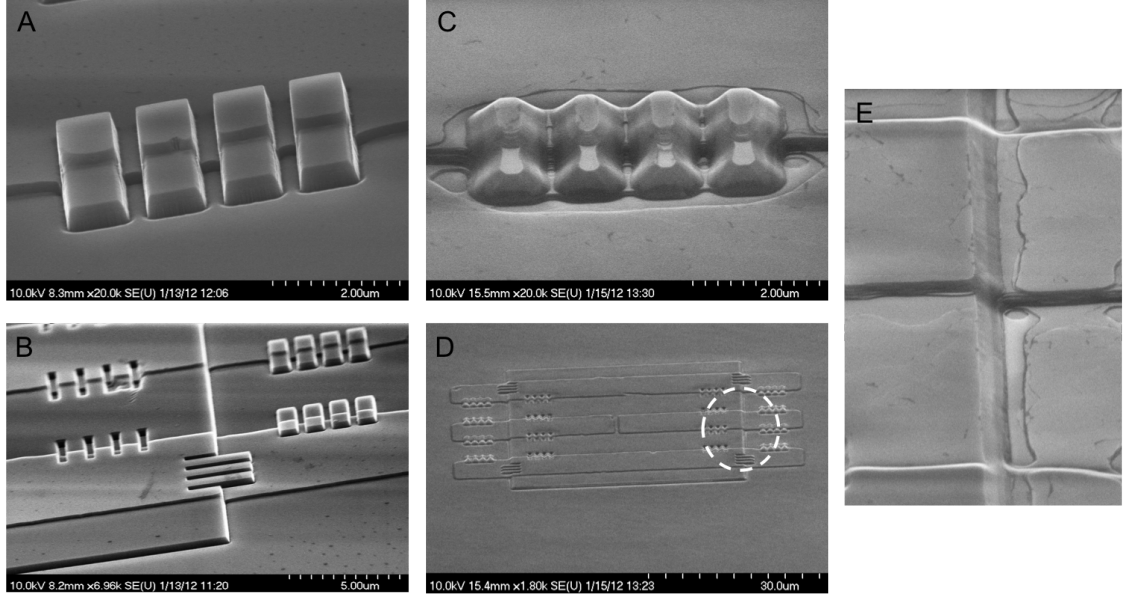 A
10.0kV 8.3mm x20.0k SE(U) 1/13/12 12:06
2.00um
C
10.0kV 15.5mm x20.0k SE(U) 1/15/12 13:30
2.00um
E
B
10.0kV 8.2mm x6.96k SE(U) 1/13/12 11:20
5.00um
D
10.0kV 15.4mm x1.80k SE(U) 1/15/12 13:23
30.0um